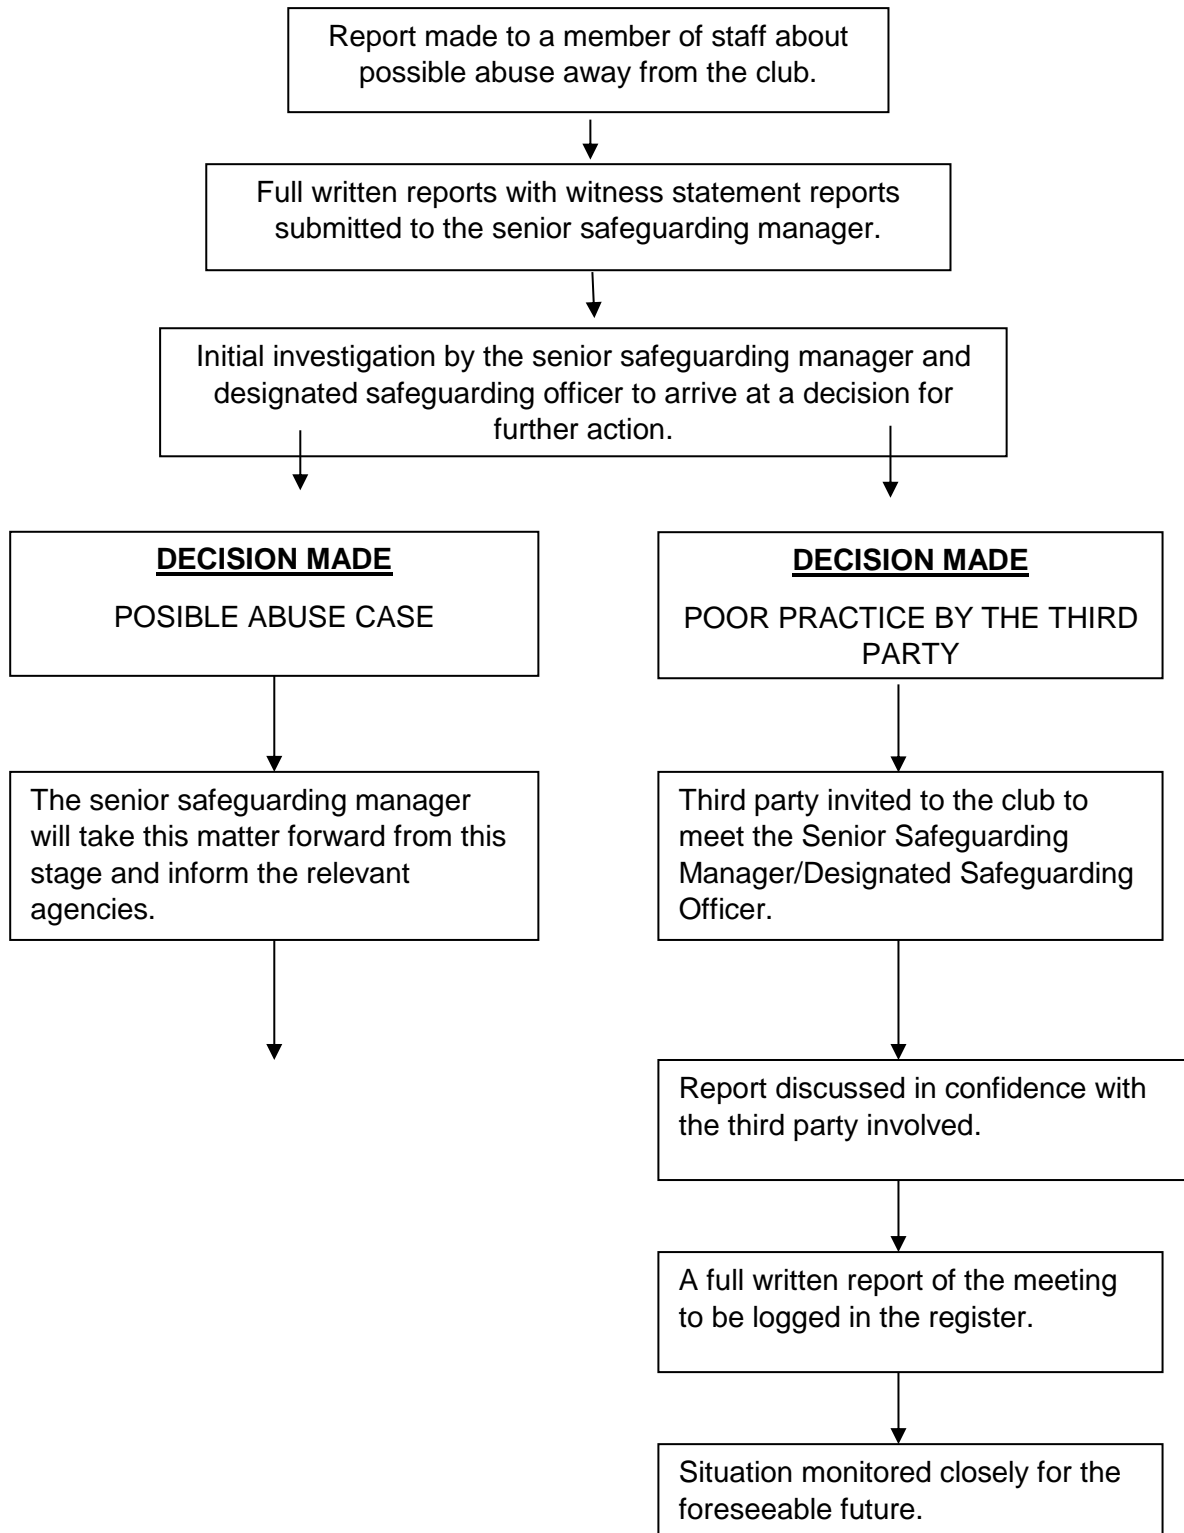 Report made to a member of staff about
possible abuse away from the club.
Full written reports with witness statement reports
submitted to the senior safeguarding manager.
Initial investigation by the senior safeguarding manager and
designated safeguarding officer to arrive at a decision for
further action.
DECISION MADE
POSIBLE ABUSE CASE
DECISION MADE
POOR PRACTICE BY THE THIRD
PARTY
The senior safeguarding manager
will take this matter forward from this
stage and inform the relevant
agencies.
Third party invited to the club to
meet the Senior Safeguarding
Manager/Designated Safeguarding
Officer.
Report discussed in confidence with
the third party involved.
A full written report of the meeting
to be logged in the register.
Situation monitored closely for the
foreseeable future.